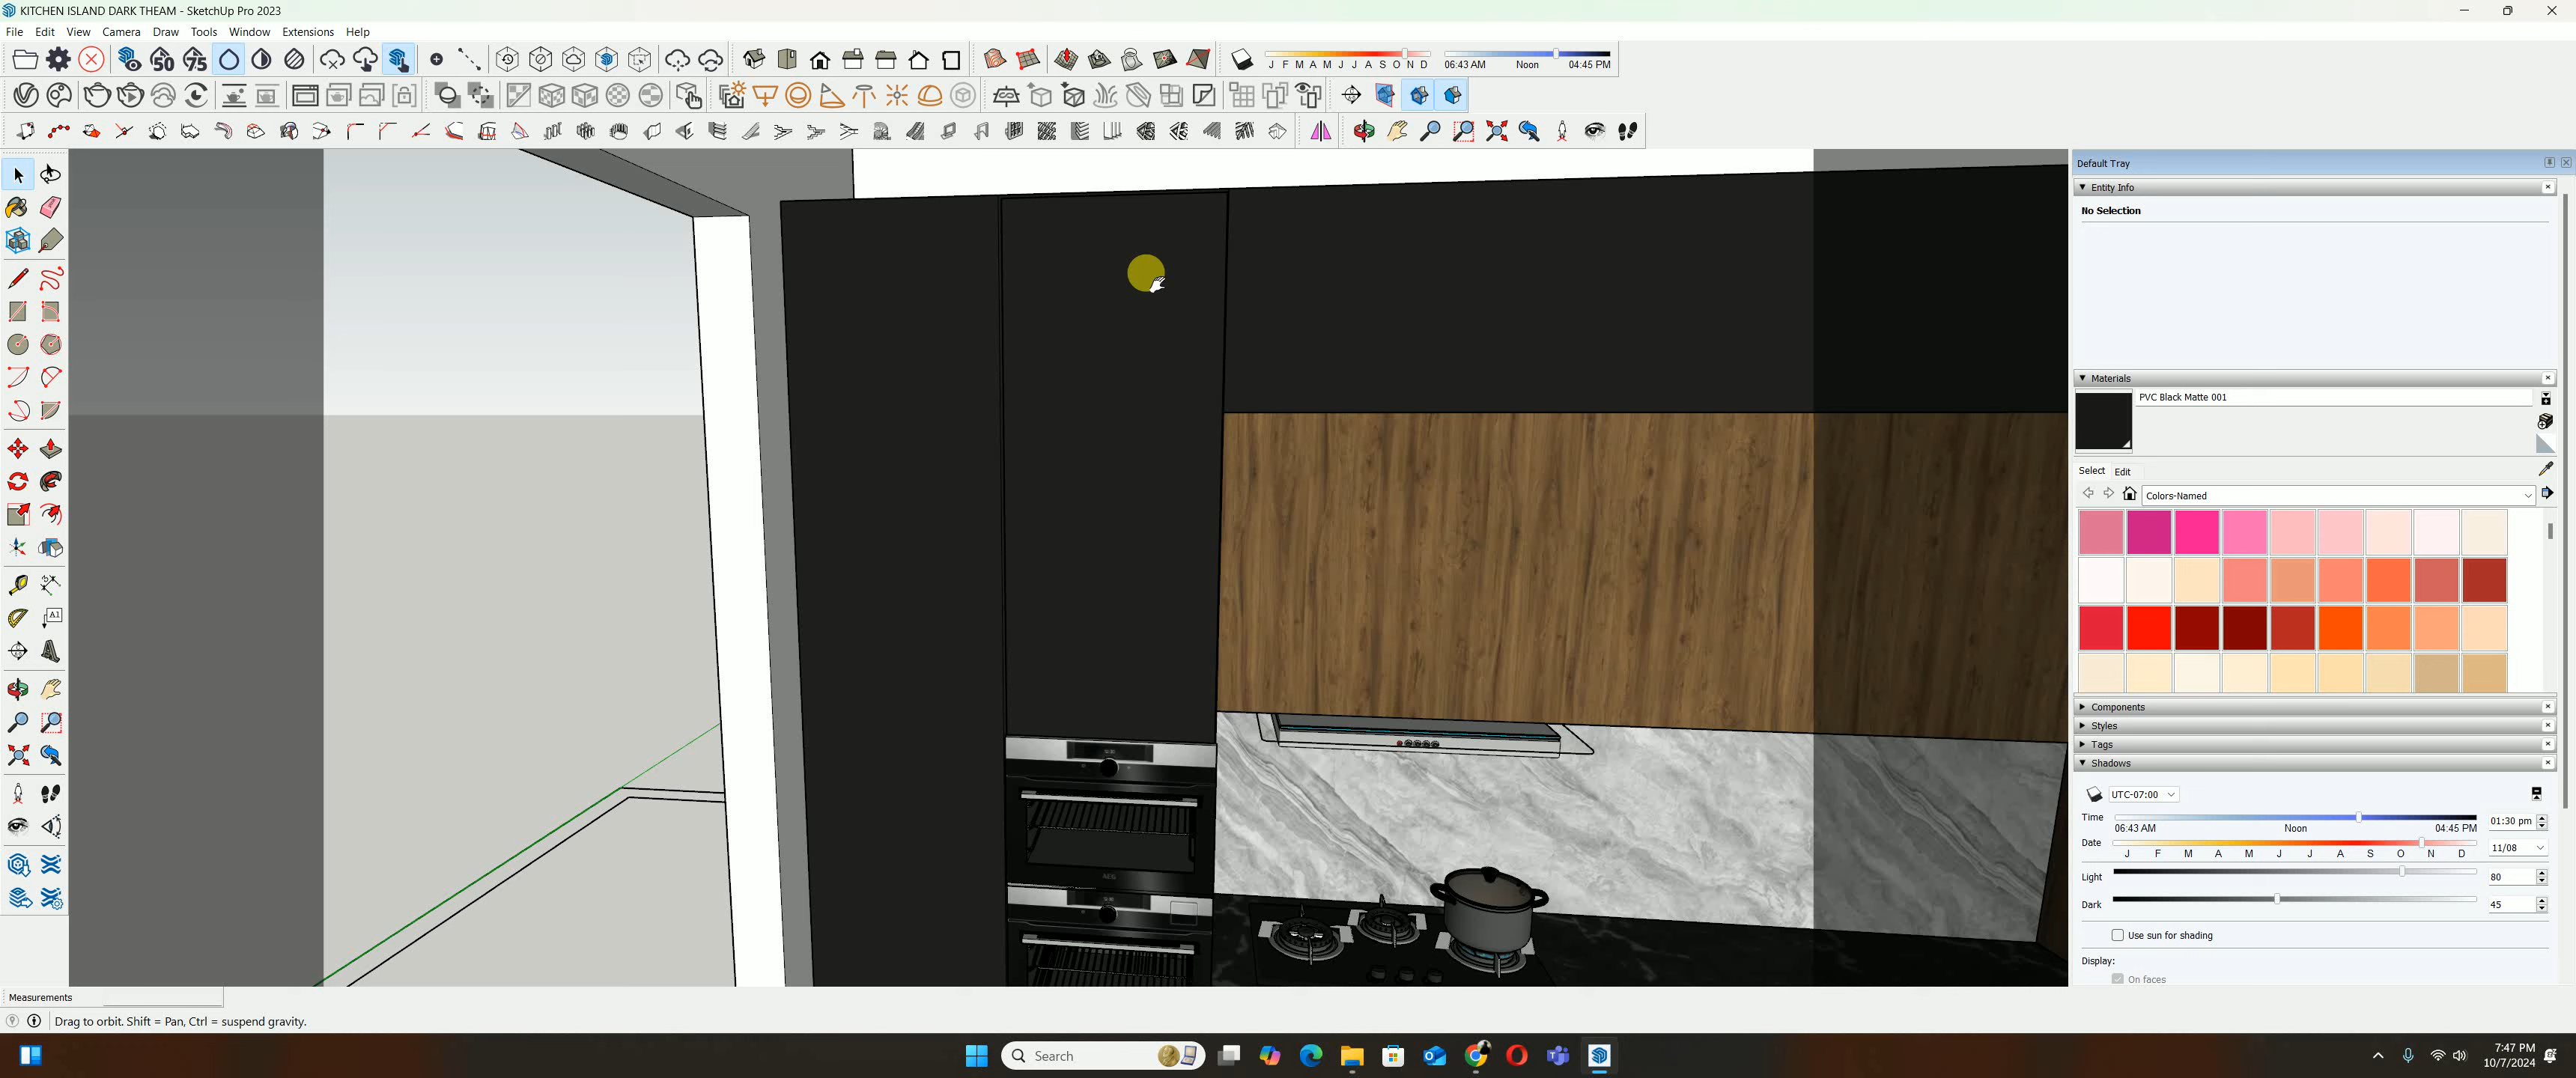 KITCHEN ISLAND DARK THEAM - SketchUp Pro 2023
File Edit View Camera Draw Tools Window Extensions Help
50 75
J F M A M J J A S O N D
06:43 AM Noon 04:45 PM
Default Tray
Entity Info
No Selection
Materials
PVC Black Matte 001
Select Edit
Colors-Named
A1
Components
Styles
Tags
Shadows
UTC-07:00
Time
06:43 AM Noon 04:45 PM
01:30 pm
Date
J F M A M J J A S O N D
11/08
Light
80
Dark
45
Use sun for shading
Display:
On faces
AEG
Measurements
Drag to orbit. Shift = Pan, Ctrl = suspend gravity.
Search
7:47 PM
10/7/2024